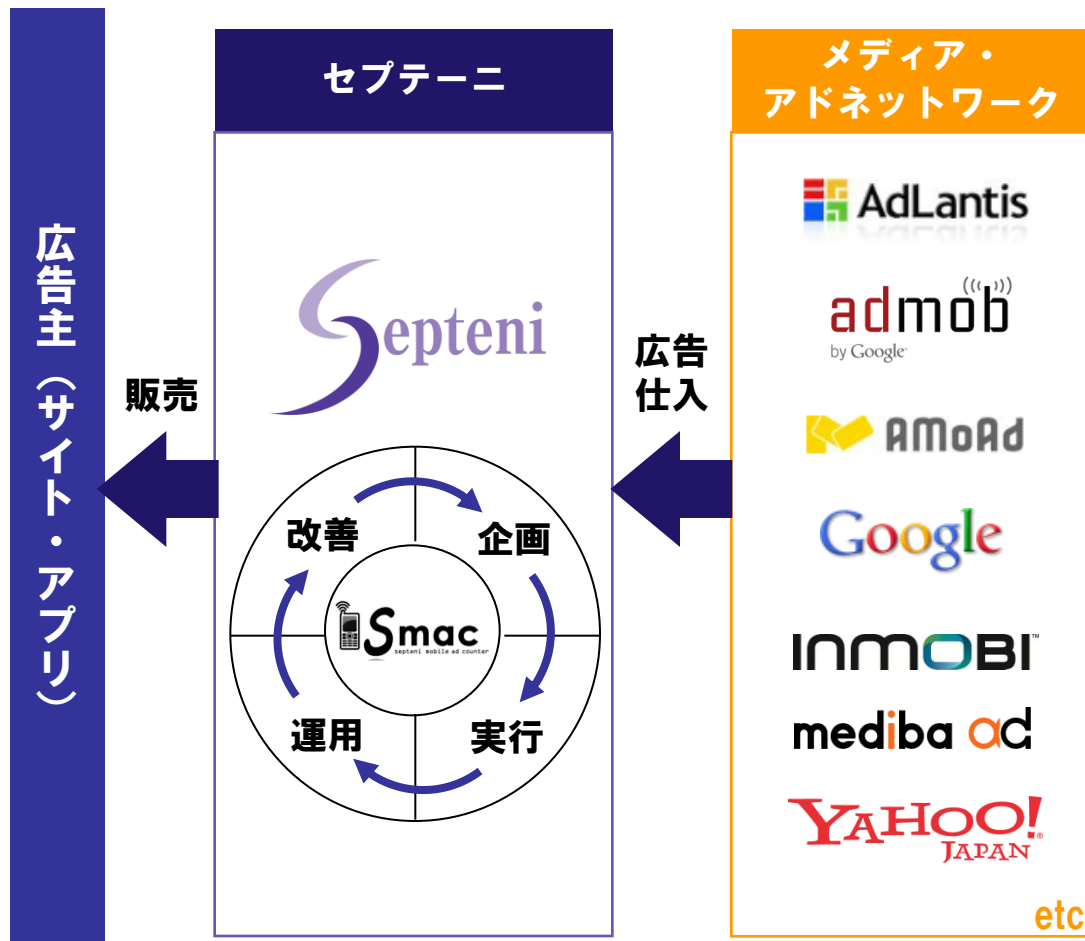 広告主（サイト・アプリ）
販売
セプテーニ
Septeni
改善
企画
Smac
septeni mobile ad counter
運用
実行
広告
仕入
メディア・
アドネットワーク
AdLantis
admob
by Google
AMoAd
Google
INMOBI™
mediba ad
YAHOO!
JAPAN
etc